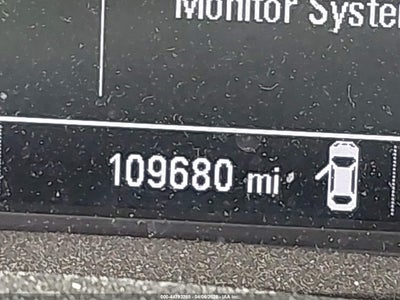 Monitor Syste
109680 mi